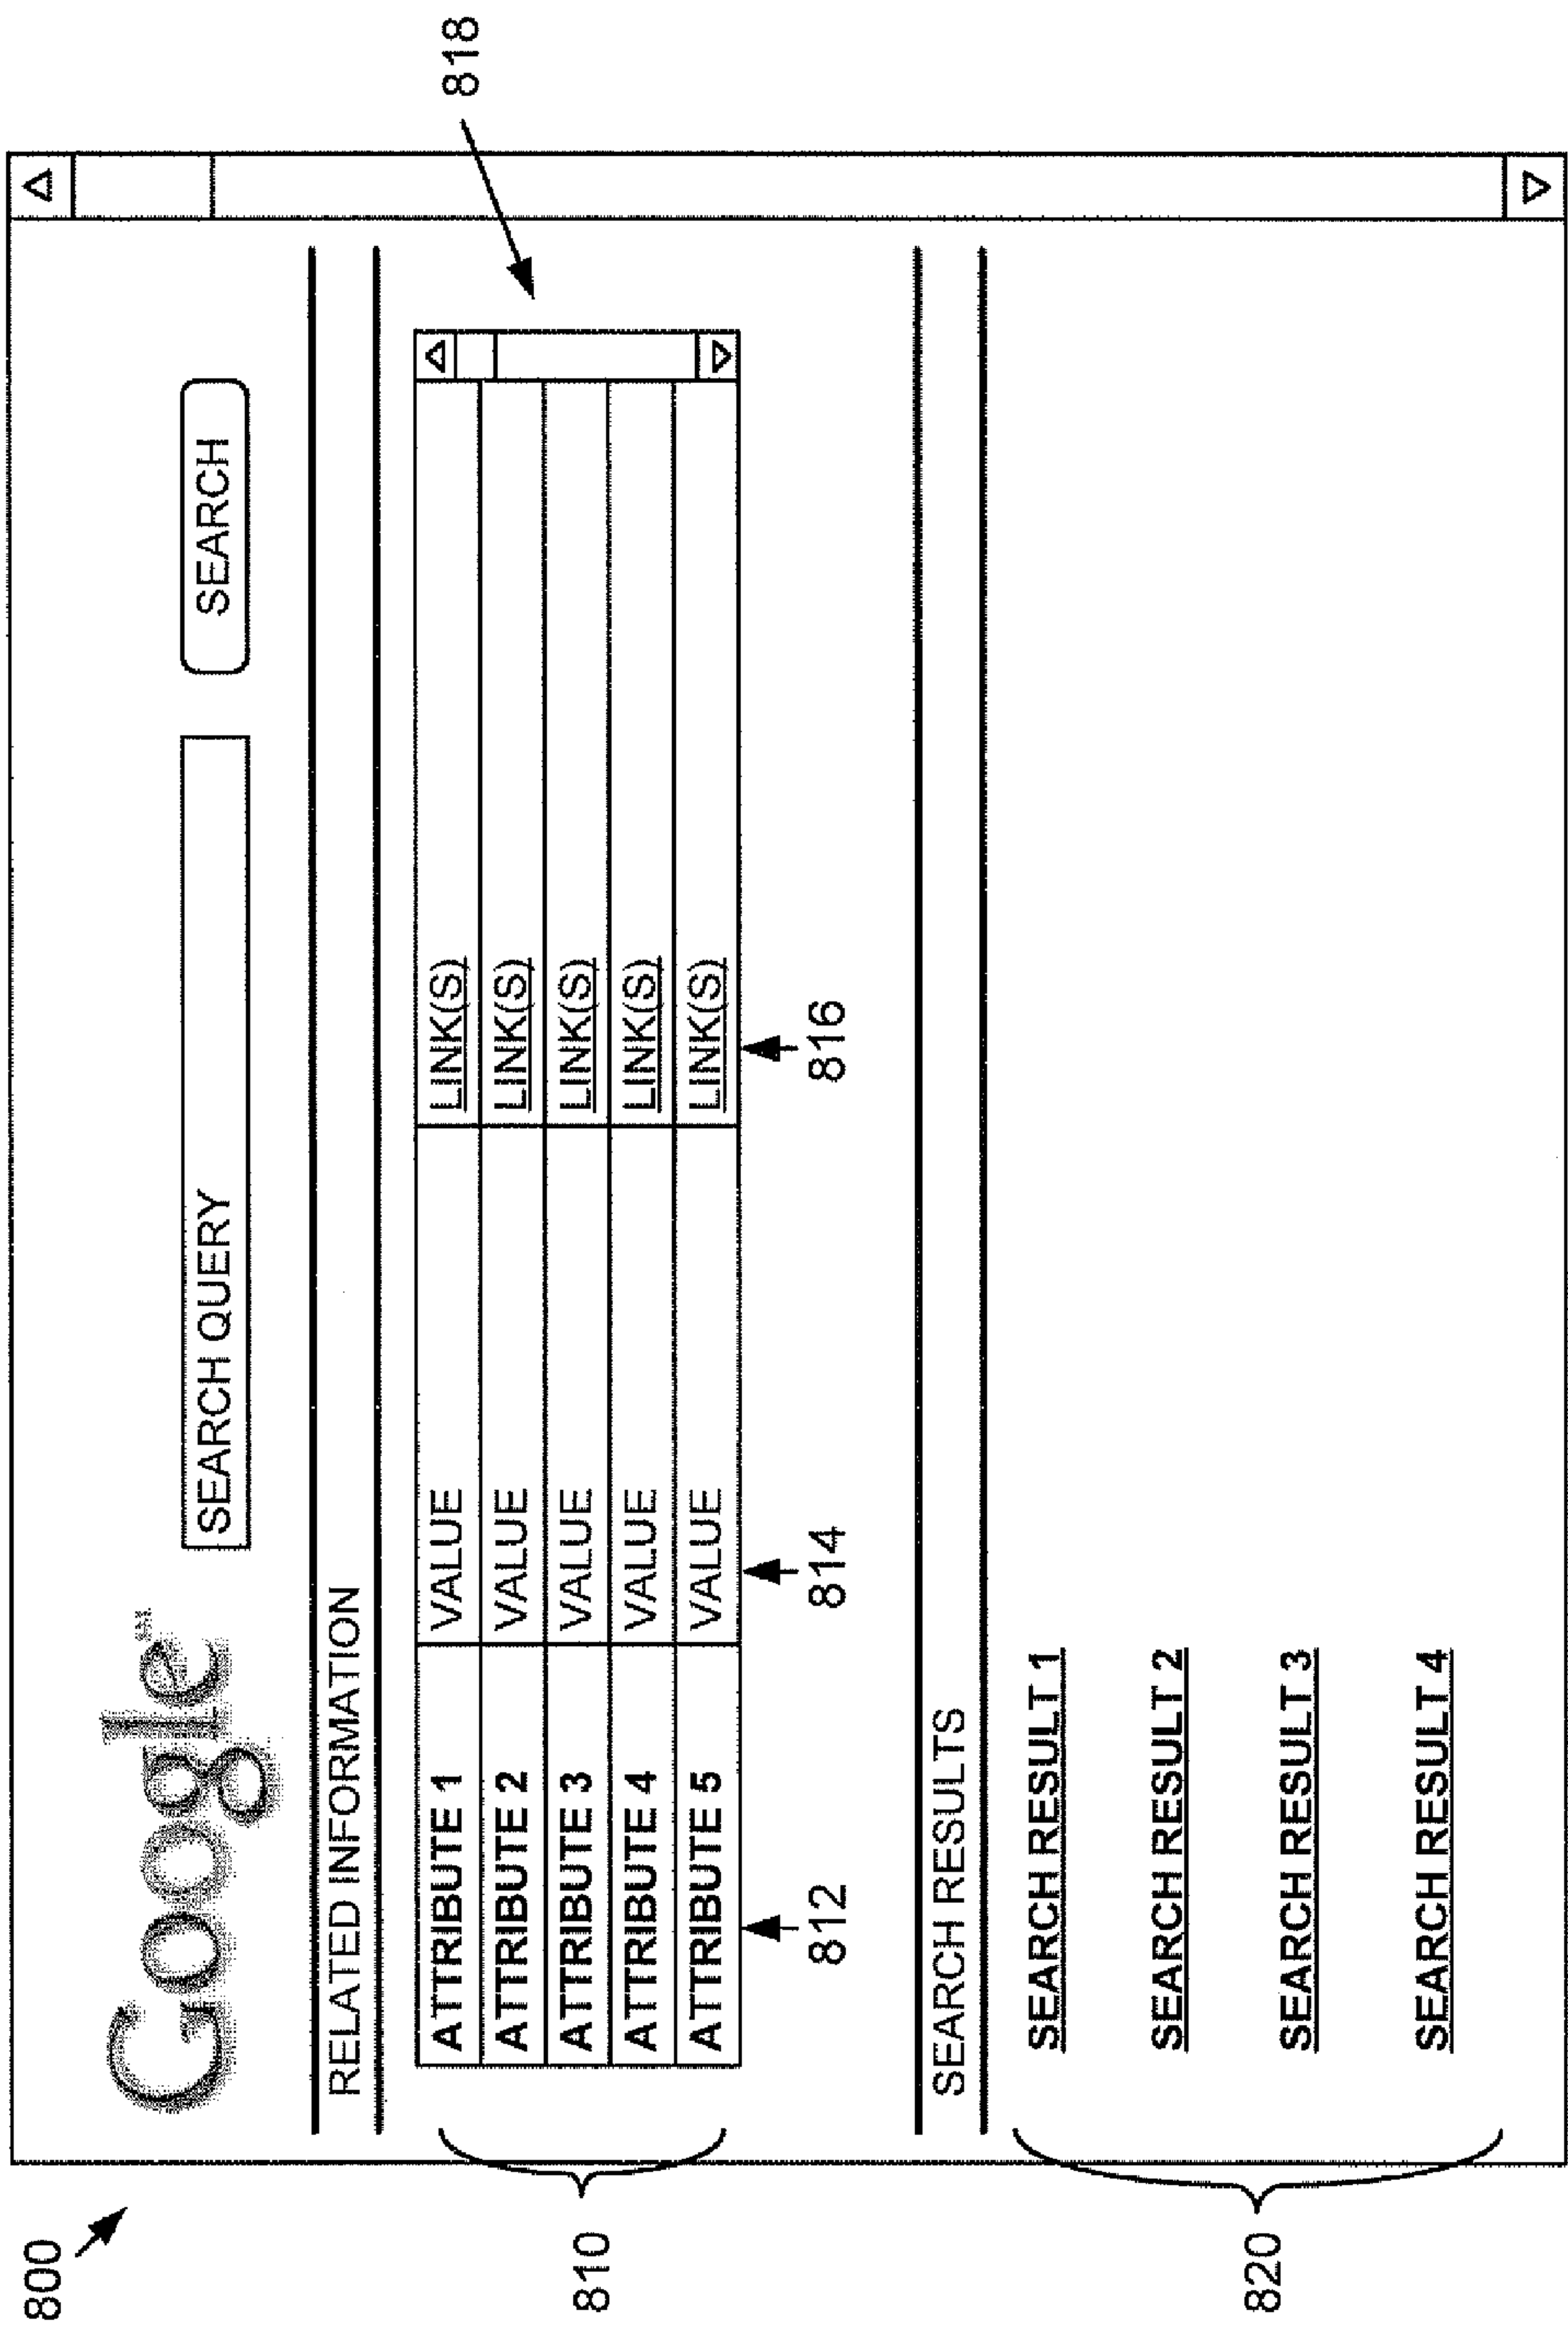 800
Google
SEARCH QUERY SEARCH
RELATED INFORMATION
818
810
ATTRIBUTE 1 VALUE LINK(S)
ATTRIBUTE 2 VALUE LINK(S)
ATTRIBUTE 3 VALUE LINK(S)
ATTRIBUTE 4 VALUE LINK(S)
ATTRIBUTE 5 VALUE LINK(S)
812 814 816
SEARCH RESULTS
820
SEARCH RESULT 1
SEARCH RESULT 2
SEARCH RESULT 3
SEARCH RESULT 4